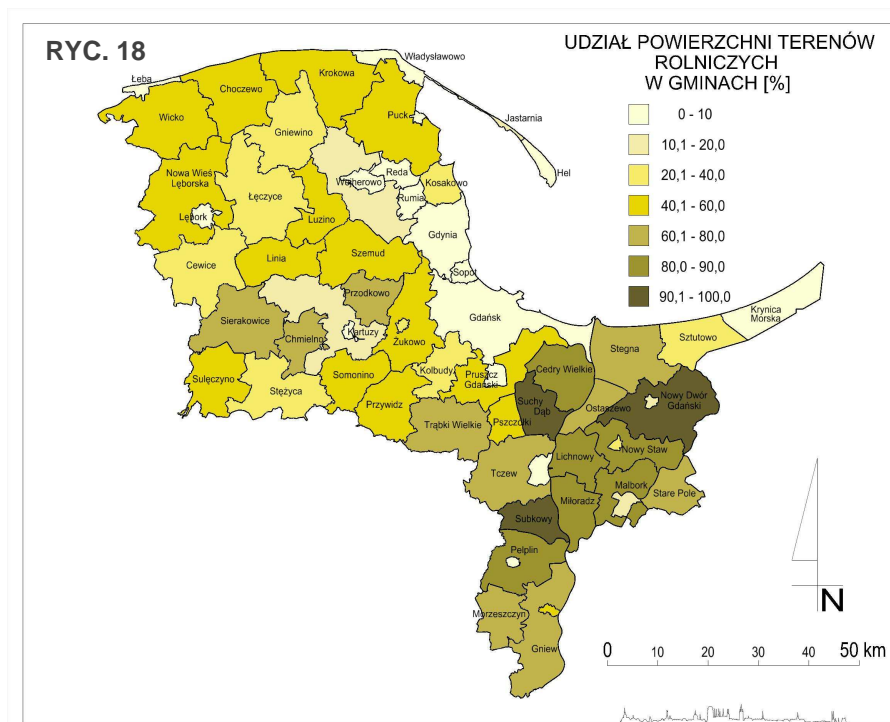 RYC. 18
UDZIAŁ POWIERZCHNI TERENÓW
ROLNICZYCH
W GMINACH [%]
0 - 10
10,1 - 20,0
20,1 - 40,0
40,1 - 60,0
60,1 - 80,0
80,0 - 90,0
90,1 - 100,0
Władysławowo
Łeba
Krokowa
Choczewo
Wicko
Puck
Jastarnia
Gniewino
Hel
Nowa Wieś
Lęborska
Reda
Wejherowo
Kosakowo
Łęczyce
Rumia
Lębork
Luzino
Gdynia
Szemud
Linia
Cewice
Sopot
Przodkowo
Krynica
Morska
Sierakowice
Gdańsk
Kartuzy
Chmielno
Żukowo
Sztutowo
Stegna
Kolbudy
Cedry Wielkie
Sulęczyno
Somonino
Pruszcz
Gdański
Stężyca
Nowy Dwór
Gdański
Suchy
Dąb
Przywidz
Ostaszewo
Trąbki Wielkie
Pszczółki
Nowy Staw
Lichnowy
Tczew
Malbork
Stare Pole
Miłoradz
Subkowy
Pelplin
Morzeszczyn
Gniew
N
0 10 20 30 40 50 km